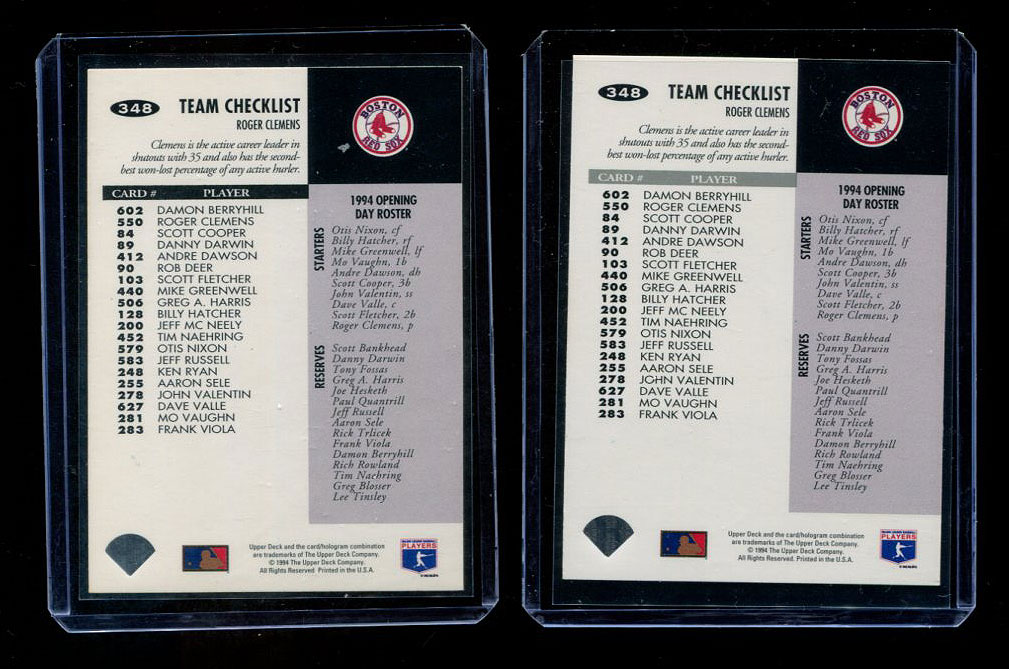 348 TEAM CHECKLIST
ROGER CLEMENS
Clemens is the active career leader in
shutouts with 35 and also has the second-
best won-lost percentage of any active hurler.
CARD # PLAYER
602 DAMON BERRYHILL
550 ROGER CLEMENS
84 SCOTT COOPER
89 DANNY DARWIN
412 ANDRE DAWSON
90 ROB DEER
103 SCOTT FLETCHER
440 MIKE GREENWELL
506 GREG A. HARRIS
128 BILLY HATCHER
200 JEFF MC NEELY
452 TIM NAEHRING
579 OTIS NIXON
583 JEFF RUSSELL
248 KEN RYAN
255 AARON SELE
278 JOHN VALENTIN
627 DAVE VALLE
281 MO VAUGHN
283 FRANK VIOLA
BOSTON
RED SOX
1994 OPENING
DAY ROSTER
STARTERS
Otis Nixon, cf
Billy Hatcher, rf
Mike Greenwell, lf
Mo Vaughn, 1b
Andre Dawson, dh
Scott Cooper, 3b
John Valentin, ss
Dave Valle, c
Scott Fletcher, 2b
Roger Clemens, p
RESERVES
Scott Bankhead
Danny Darwin
Tony Fossas
Greg A. Harris
Joe Hesketh
Paul Quantrill
Jeff Russell
Aaron Sele
Rick Trlicek
Frank Viola
Damon Berryhill
Rich Rowland
Tim Naehring
Greg Blosser
Lee Tinsley
Upper Deck and the card/hologram combination
are trademarks of The Upper Deck Company.
© 1994 The Upper Deck Company.
All Rights Reserved. Printed in the U.S.A.
PLAYERS
348 TEAM CHECKLIST
ROGER CLEMENS
Clemens is the active career leader in
shutouts with 35 and also has the second-
best won-lost percentage of any active hurler.
CARD # PLAYER
602 DAMON BERRYHILL
550 ROGER CLEMENS
84 SCOTT COOPER
89 DANNY DARWIN
412 ANDRE DAWSON
90 ROB DEER
103 SCOTT FLETCHER
440 MIKE GREENWELL
506 GREG A. HARRIS
128 BILLY HATCHER
200 JEFF MC NEELY
452 TIM NAEHRING
579 OTIS NIXON
583 JEFF RUSSELL
248 KEN RYAN
255 AARON SELE
278 JOHN VALENTIN
627 DAVE VALLE
281 MO VAUGHN
283 FRANK VIOLA
BOSTON
RED SOX
1994 OPENING
DAY ROSTER
STARTERS
Otis Nixon, cf
Billy Hatcher, rf
Mike Greenwell, lf
Mo Vaughn, 1b
Andre Dawson, dh
Scott Cooper, 3b
John Valentin, ss
Dave Valle, c
Scott Fletcher, 2b
Roger Clemens, p
RESERVES
Scott Bankhead
Danny Darwin
Tony Fossas
Greg A. Harris
Joe Hesketh
Paul Quantrill
Jeff Russell
Aaron Sele
Rick Trlicek
Frank Viola
Damon Berryhill
Rich Rowland
Tim Naehring
Greg Blosser
Lee Tinsley
Upper Deck and the card/hologram combination
are trademarks of The Upper Deck Company.
© 1994 The Upper Deck Company.
All Rights Reserved. Printed in the U.S.A.
PLAYERS